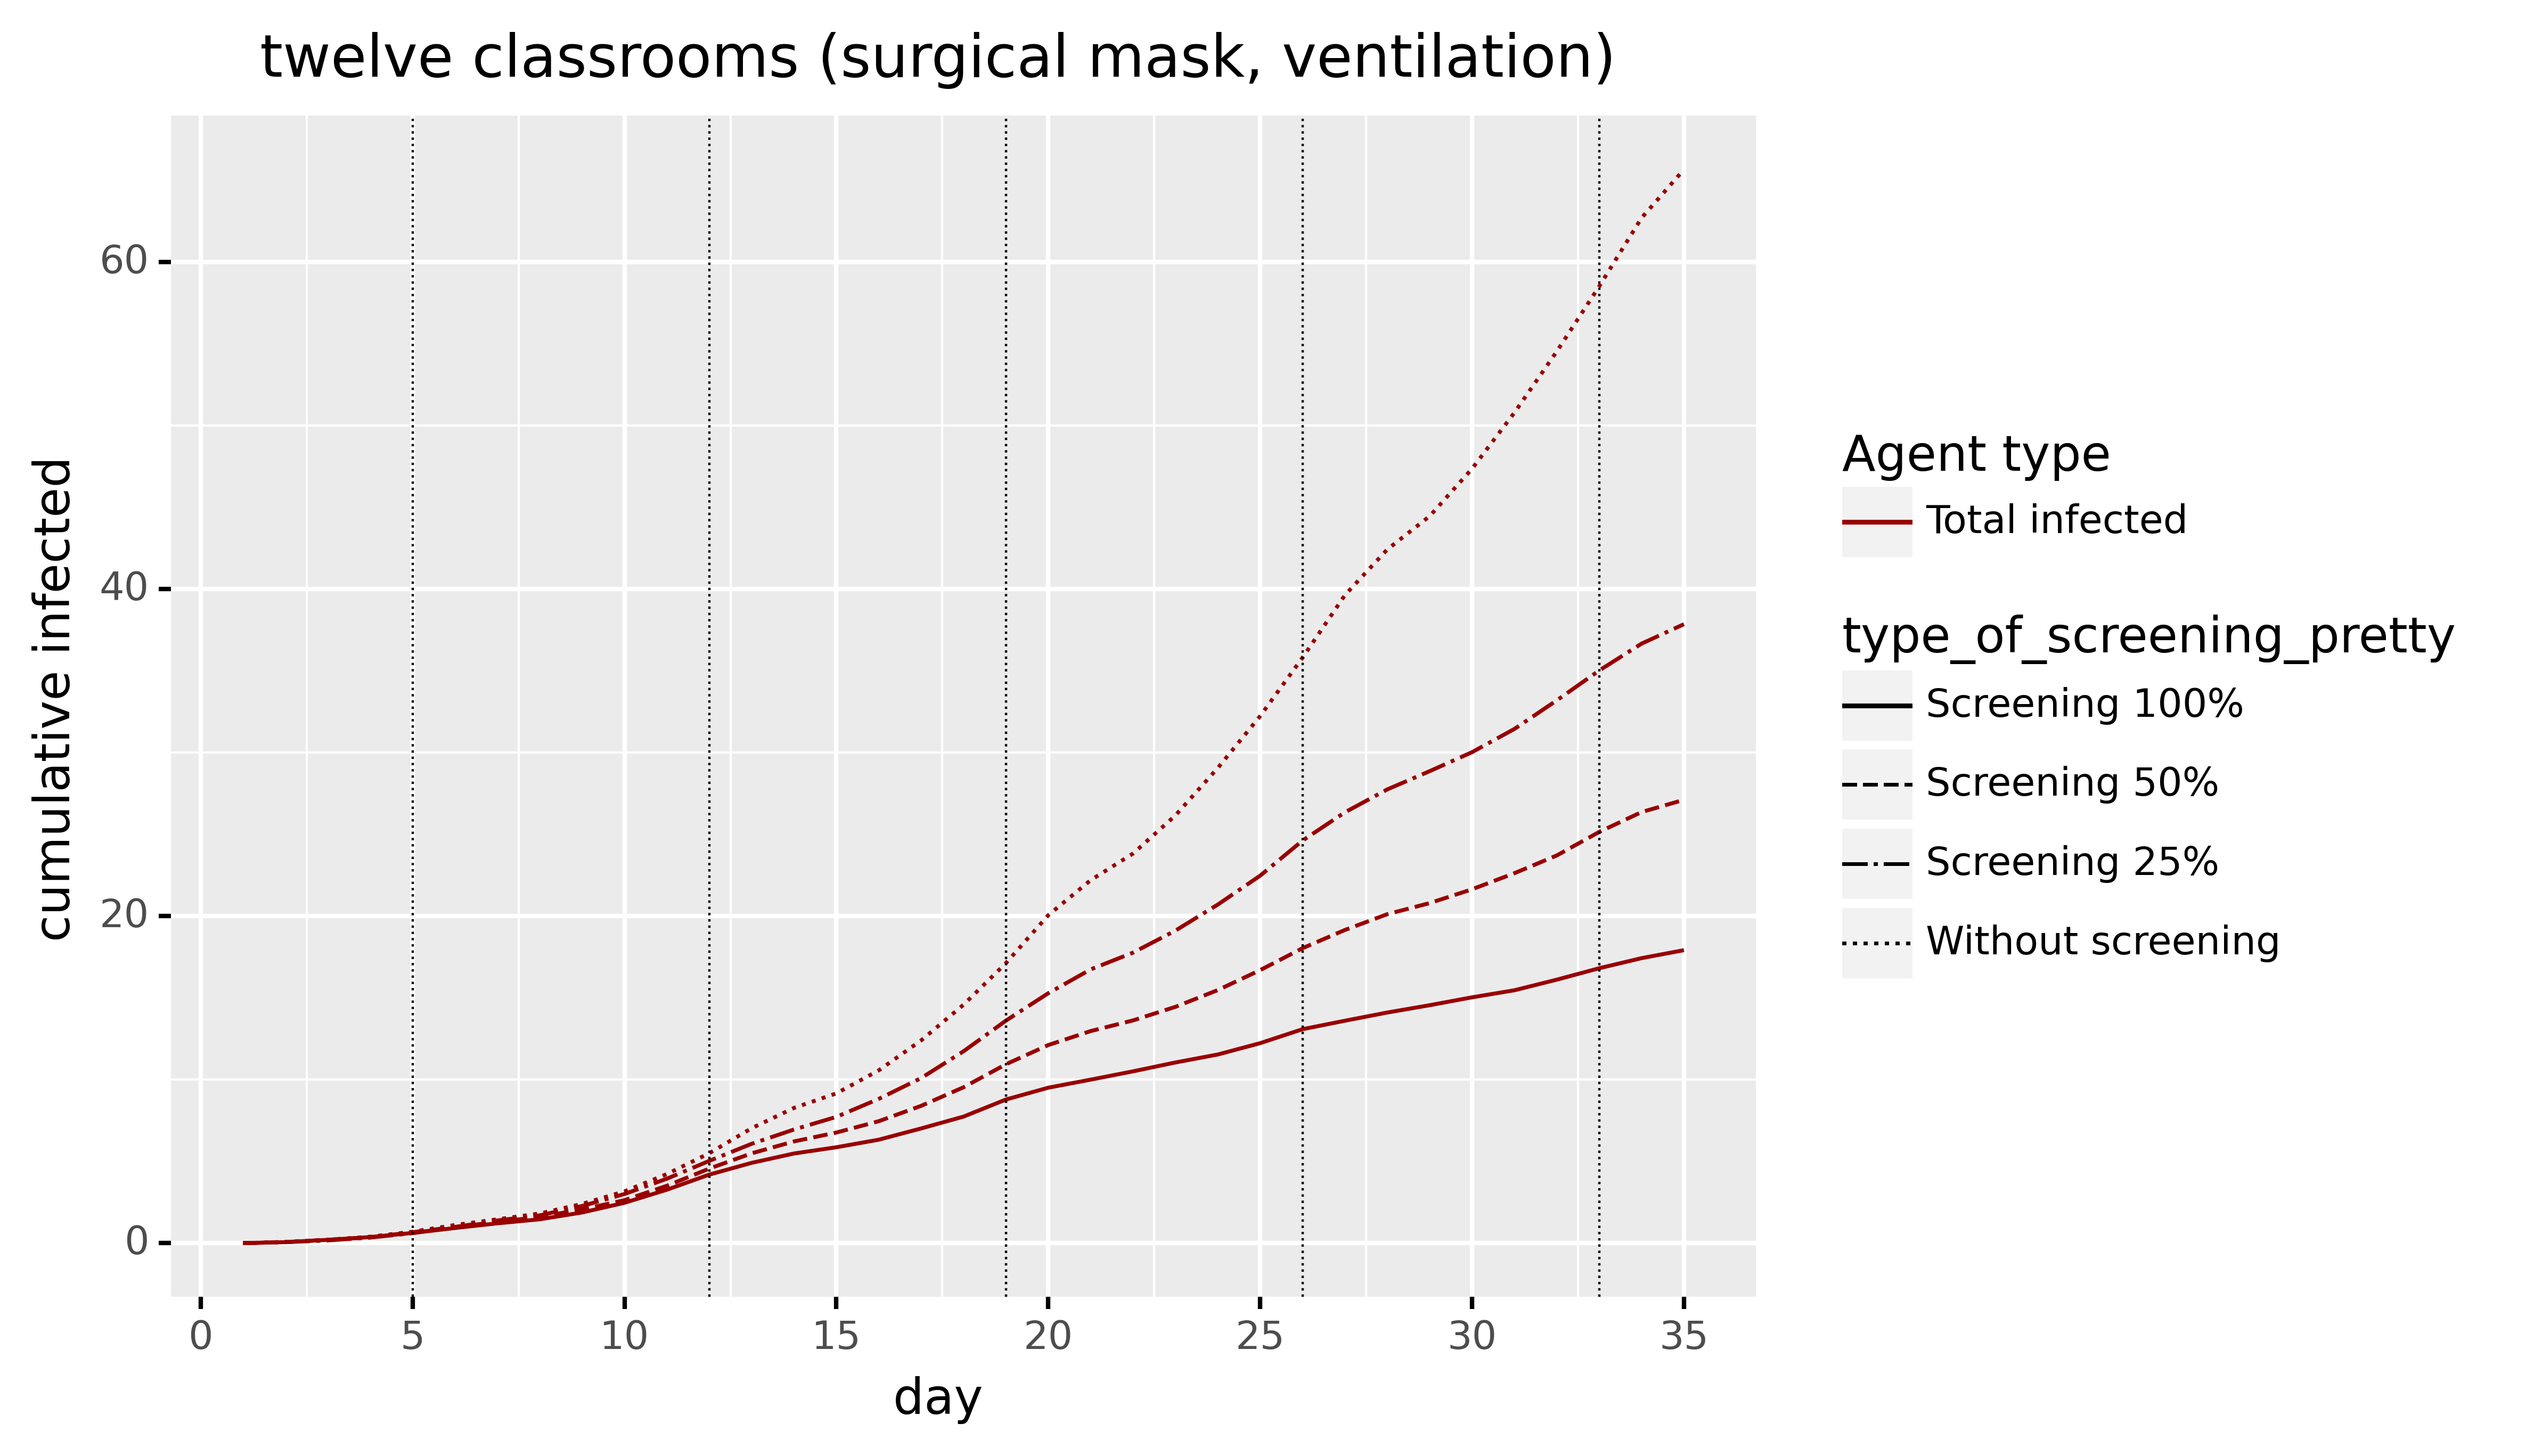 twelve classrooms (surgical mask, ventilation)
cumulative infected
60
40
20
0
0 5 10 15 20 25 30 35
day
Agent type
Total infected
type_of_screening_pretty
Screening 100%
Screening 50%
Screening 25%
Without screening